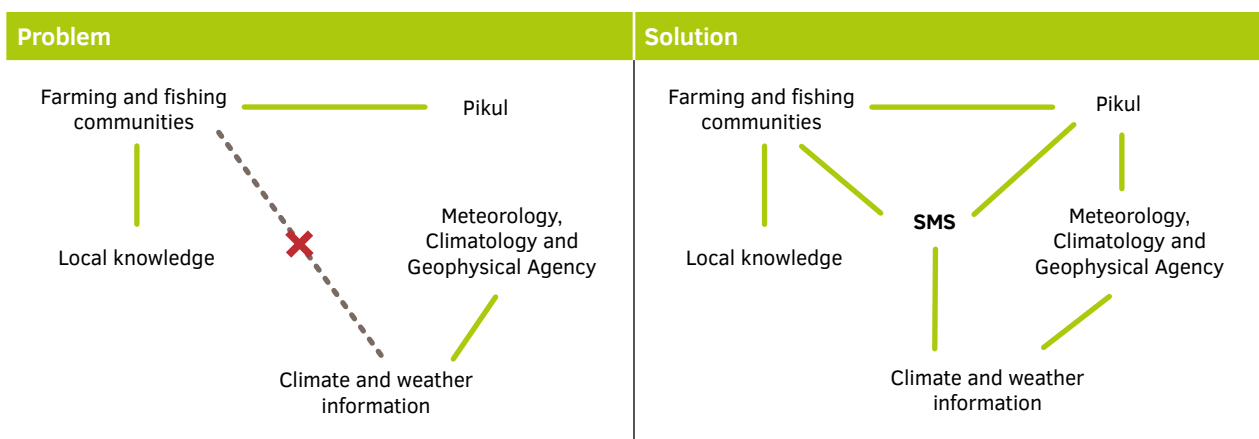 Problem
Farming and fishing
communities
Pikul
Local knowledge
Meteorology,
Climatology and
Geophysical Agency
Climate and weather
information
Solution
Farming and fishing
communities
Pikul
SMS
Local knowledge
Meteorology,
Climatology and
Geophysical Agency
Climate and weather
information